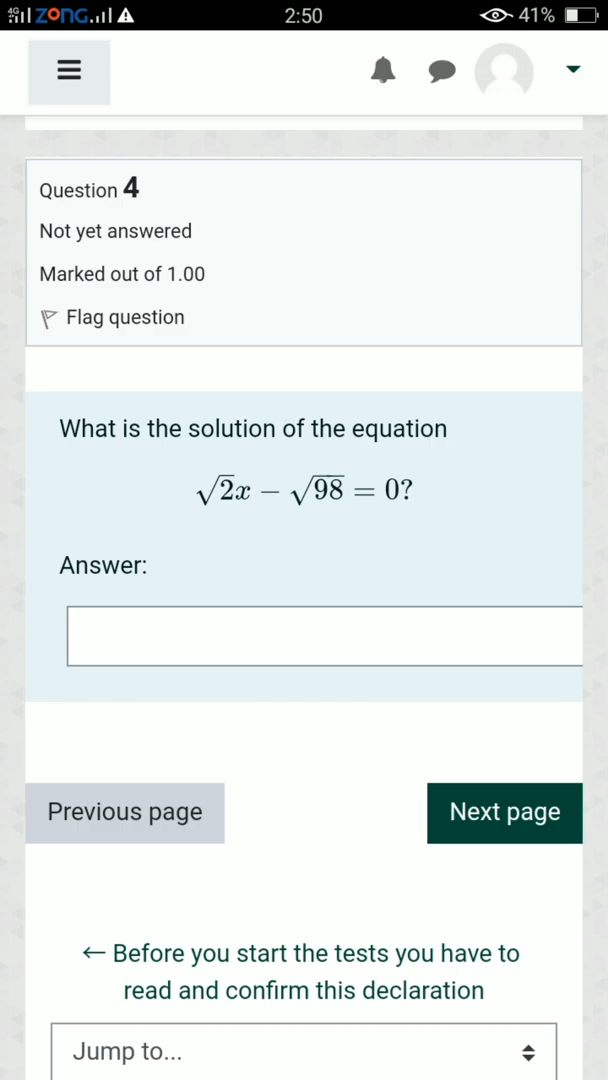 4G ZONG 2:50 41%
Question 4
Not yet answered
Marked out of 1.00
Flag question
What is the solution of the equation
√2x − √98 = 0?
Answer:
Previous page Next page
← Before you start the tests you have to
read and confirm this declaration
Jump to...